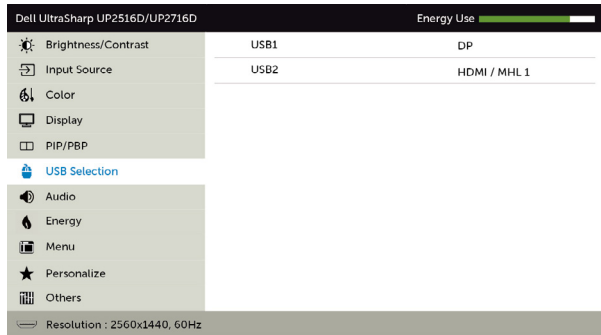 Dell UltraSharp UP2516D/UP2716D Energy Use
Brightness/Contrast USB1 DP
Input Source USB2 HDMI / MHL 1
Color
Display
PIP/PBP
USB Selection
Audio
Energy
Menu
Personalize
Others
Resolution : 2560x1440, 60Hz